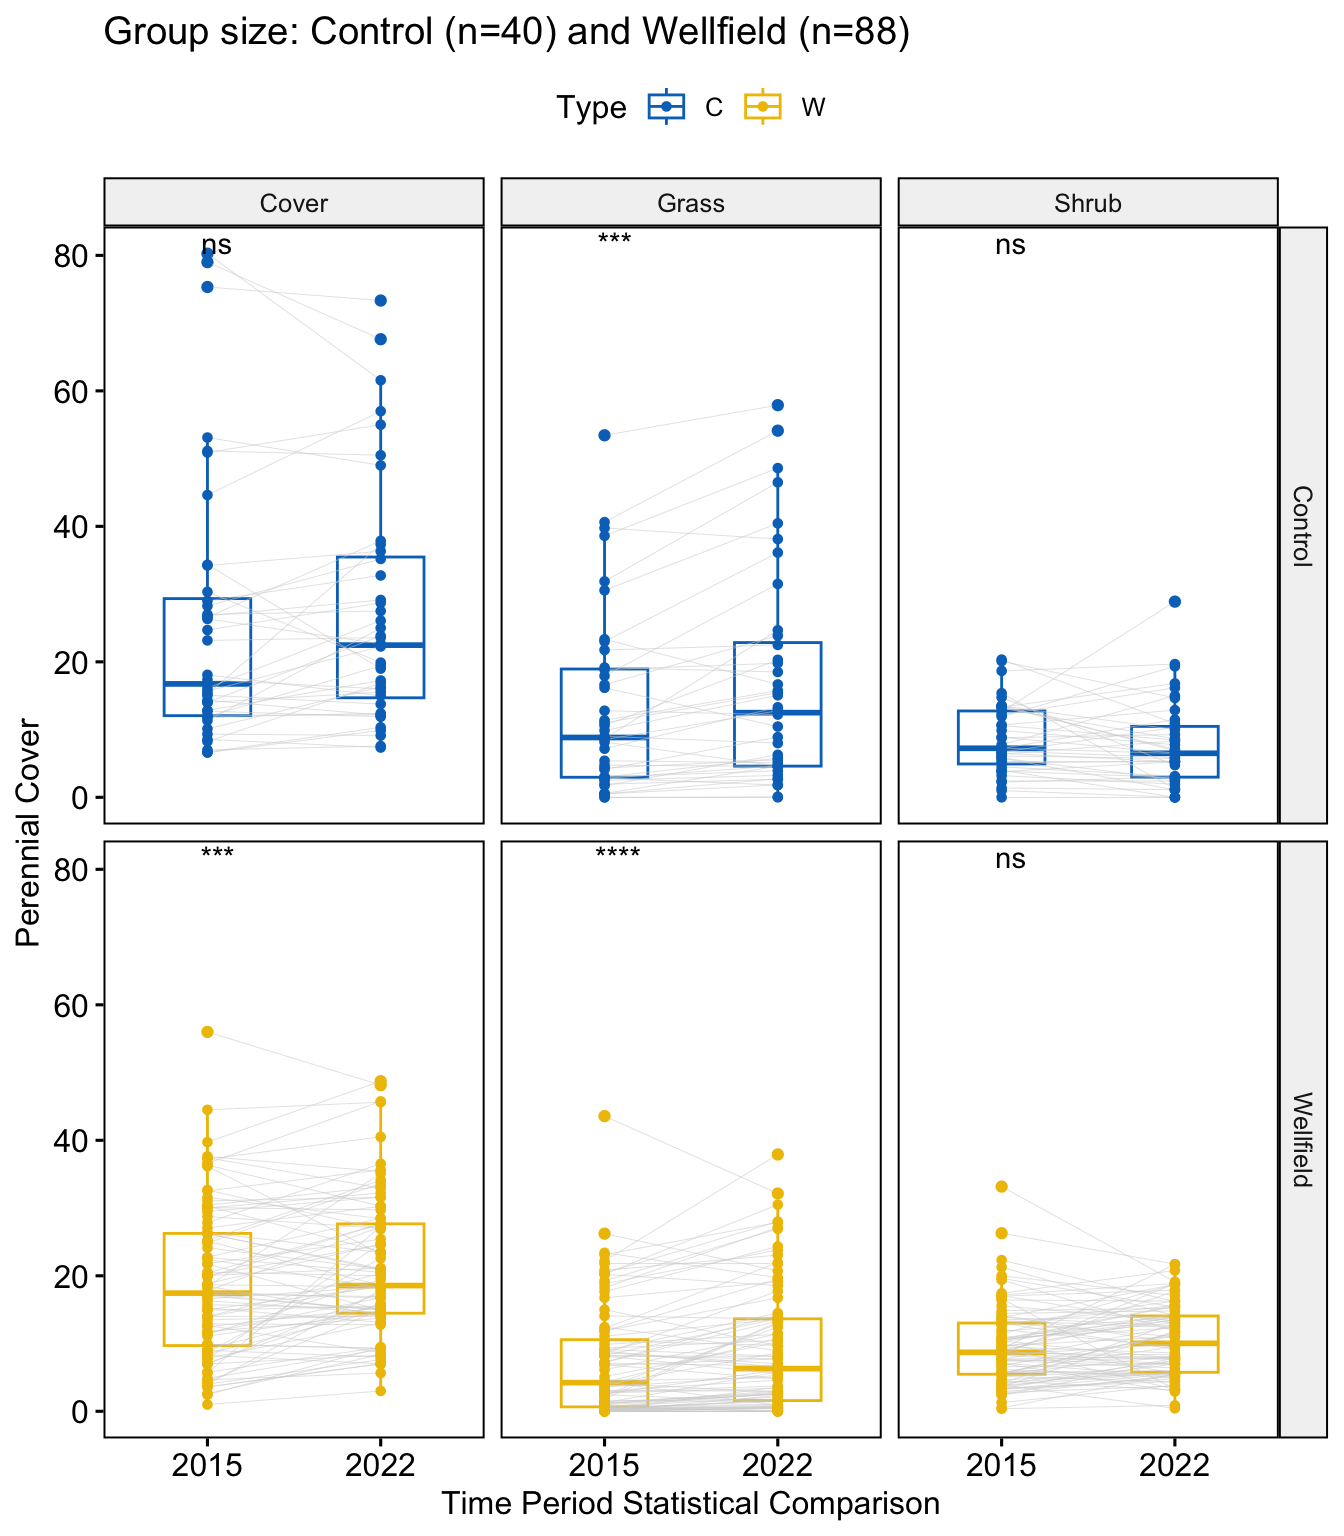 Group size: Control (n=40) and Wellfield (n=88)
Type C W
Cover Grass Shrub
ns *** ns
80
60
40
20
0
Control
Perennial Cover
*** **** ns
80
60
40
20
0
Wellfield
2015 2022 2015 2022 2015 2022
Time Period Statistical Comparison